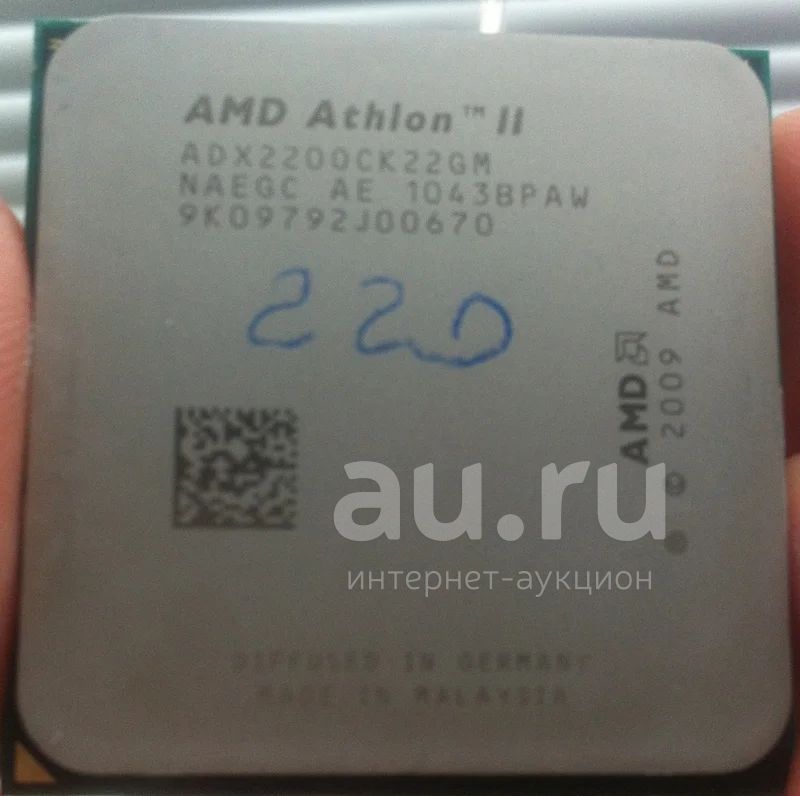 AMD Athlon™ II
ADX220OCK22GM
NAEGC AE 1043BPAW
9K09792J00670
220
AMD
© 2009 AMD
au.ru
интернет-аукцион
DIFFUSED IN GERMANY
MADE IN MALAYSIA